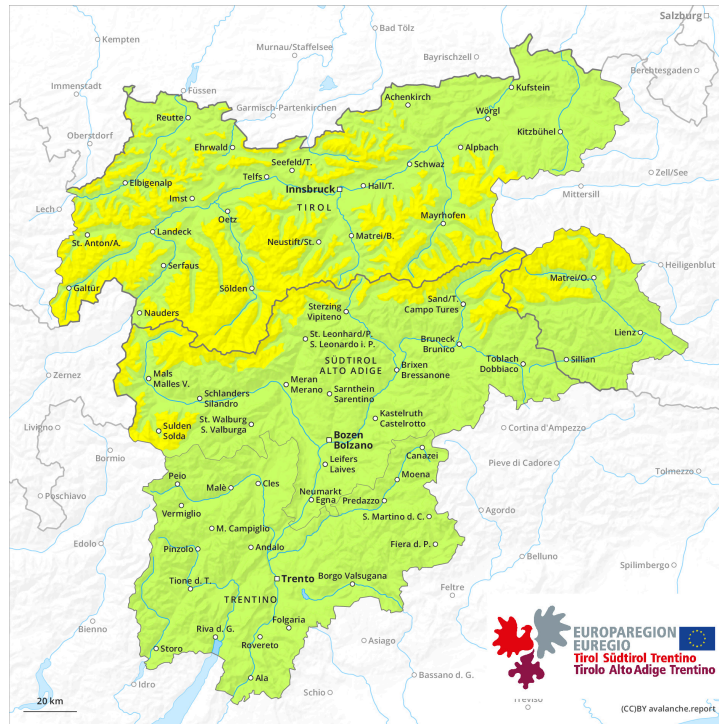 Salzburg
Kempten
Bad Tölz
Murnau/Staffelsee
Bayrischzell
Berchtesgaden
Immenstadt
Füssen
Garmisch-Partenkirchen
Achenkirch
Kufstein
Reutte
Wörgl
Oberstdorf
Ehrwald
Kitzbühel
Seefeld/T.
Alpbach
Schwaz
Telfs
Zell/See
Elbigenalp
Innsbruck
Hall/T.
Mittersill
Imst
TIROL
Lech
Oetz
Mayrhofen
St. Anton/A.
Landeck
Neustift/St.
Matrei/B.
Serfaus
Heiligenblut
Matrei/O.
Galtür
Sölden
Nauders
Sterzing
Vipiteno
Sand/T.
Campo Tures
Lienz
St. Leonhard/P.
S. Leonardo i. P.
Bruneck
Brunico
Toblach
Dobbiaco
Sillian
SÜDTIROL
ALTO ADIGE
Brixen
Bressanone
Zernez
Mals
Malles V.
Meran
Merano
Sarnthein
Sarentino
Schlanders
Silandro
Kastelruth
Castelrotto
St. Walburg
S. Valburga
Sulden
Solda
Livigno
Cortina d'Ampezzo
Bozen
Bolzano
Bormio
Canazei
Leifers
Laives
Pieve di Cadore
Tolmezzo
Peio
Moena
Malè
Cles
Poschiavo
Neumarkt
Egna
Predazzo
Vermiglio
Agordo
S. Martino d. C.
M. Campiglio
Edolo
Pinzolo
Andalo
Fiera d. P.
Belluno
Spilimbergo
Trento
Borgo Valsugana
Tione d. T.
Feltre
TRENTINO
Folgaria
Bienno
Riva d. G.
Rovereto
Asiago
Storo
Ala
Bassano d. G.
Idro
Schio
Treviso
EUROPAREGION
EUREGIO
Tirol Südtirol Trentino
Tirolo Alto Adige Trentino
20 km
(CC)BY avalanche.report